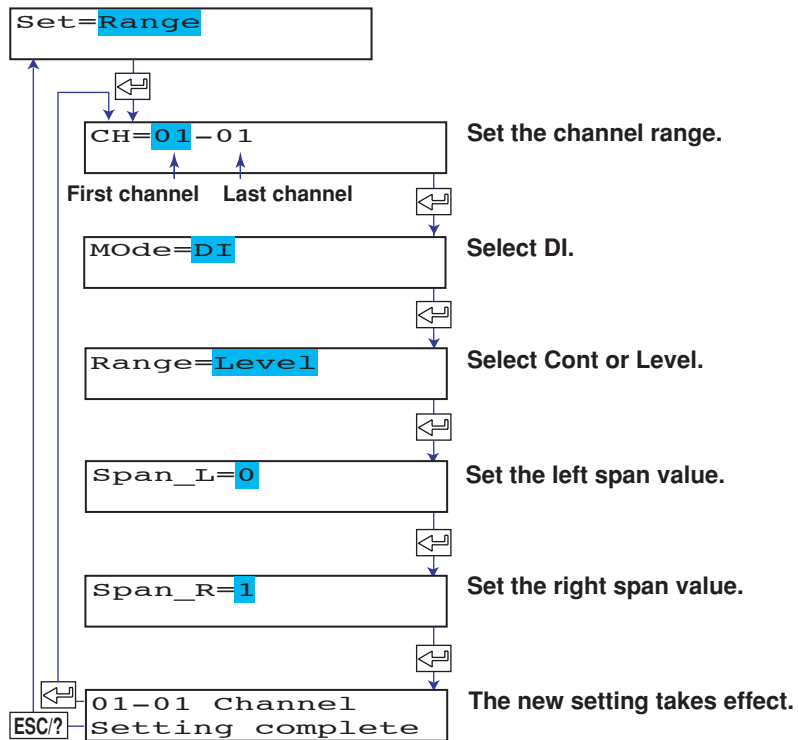 Set=Range
CH=01-01
Set the channel range.
First channel Last channel
MOde=DI
Select DI.
Range=Level
Select Cont or Level.
Span_L=0
Set the left span value.
Span_R=1
Set the right span value.
01-01 Channel
Setting complete
The new setting takes effect.
ESC/?